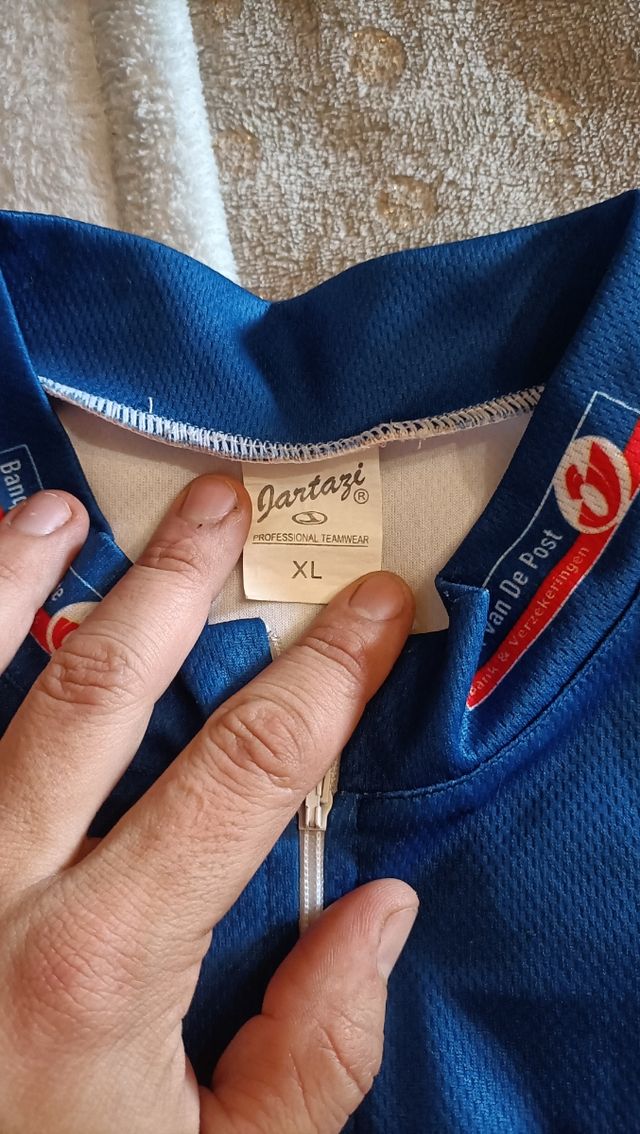 Jartazi®
PROFESSIONAL TEAMWEAR
XL
Van De Post
Bank & Verzekeringen